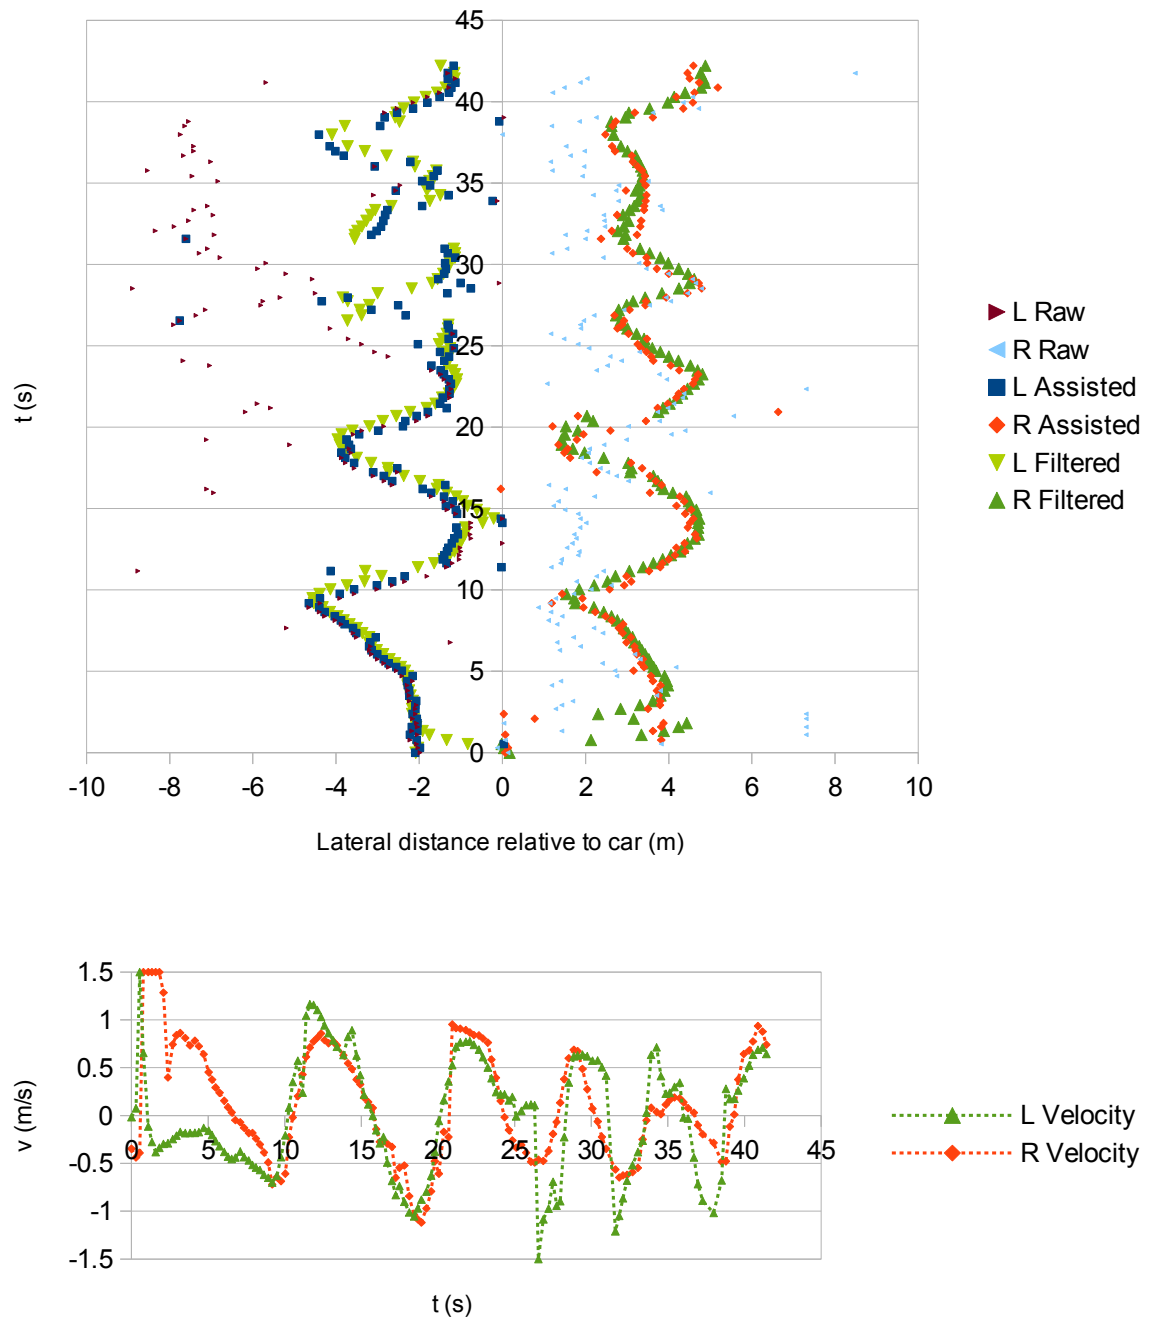 45
40
35
30
25
20
15
10
5
0
t (s)
-10 -8 -6 -4 -2 0 2 4 6 8 10
Lateral distance relative to car (m)
L Raw
R Raw
L Assisted
R Assisted
L Filtered
R Filtered
1.5
1
0.5
0
-0.5
-1
-1.5
v (m/s)
0 5 10 15 20 25 30 35 40 45
t (s)
L Velocity
R Velocity